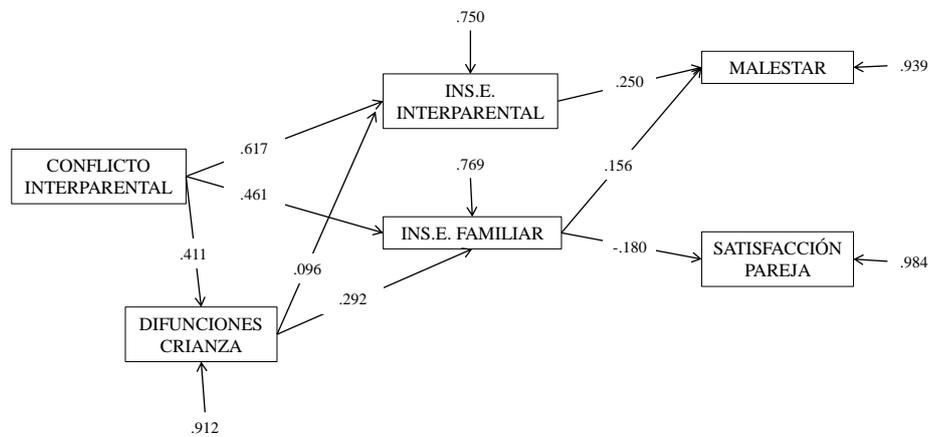 .750
INS.E.
INTERPARENTAL
.250
MALESTAR
.939
.617
CONFLICTO
INTERPARENTAL
.461
.769
.156
INS.E. FAMILIAR
-.180
SATISFACCIÓN
PAREJA
.984
.411
.096
.292
DIFUNCIONES
CRIANZA
.912